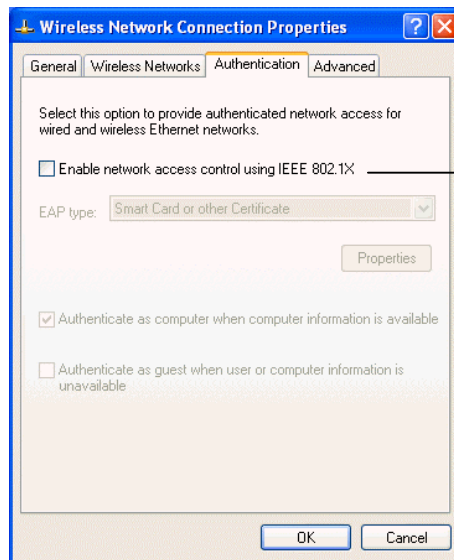 Wireless Network Connection Properties
General Wireless Networks Authentication Advanced
Select this option to provide authenticated network access for
wired and wireless Ethernet networks.
Enable network access control using IEEE 802.1X
EAP type: Smart Card or other Certificate
Properties
Authenticate as computer when computer information is available
Authenticate as guest when user or computer information is
unavailable
OK Cancel